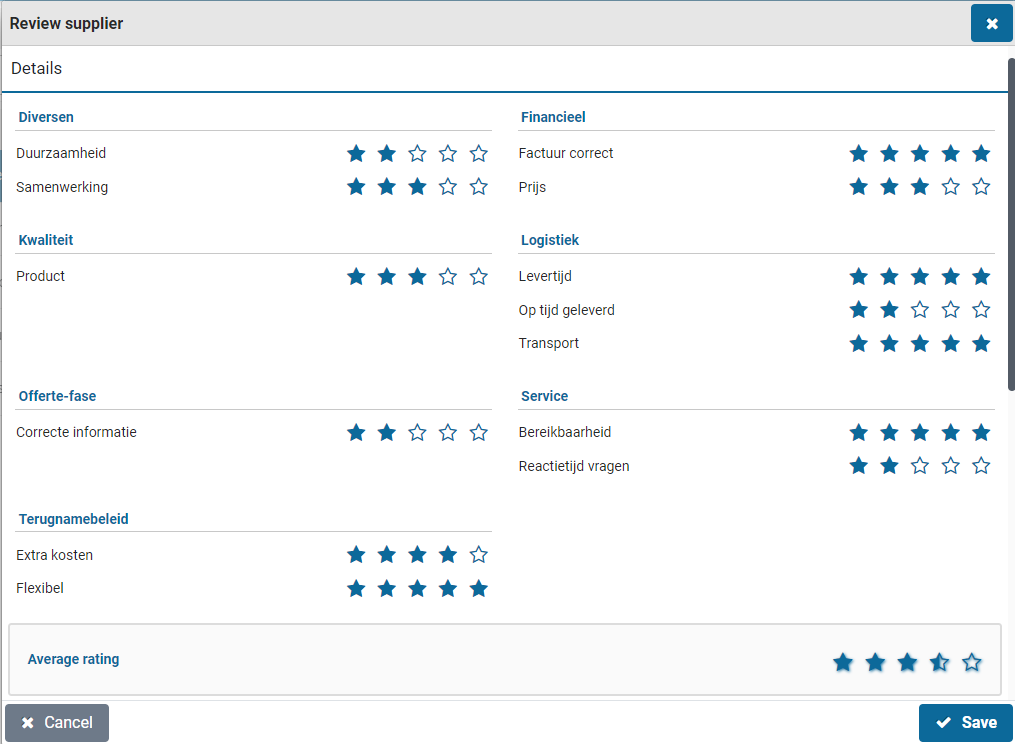 Review supplier
Details
Diversen
Duurzaamheid
Samenwerking
Financieel
Factuur correct
Prijs
Kwaliteit
Product
Logistiek
Levertijd
Op tijd geleverd
Transport
Offerte-fase
Correcte informatie
Service
Bereikbaarheid
Reactietijd vragen
Terugnamebeleid
Extra kosten
Flexibel
Average rating
Cancel
Save